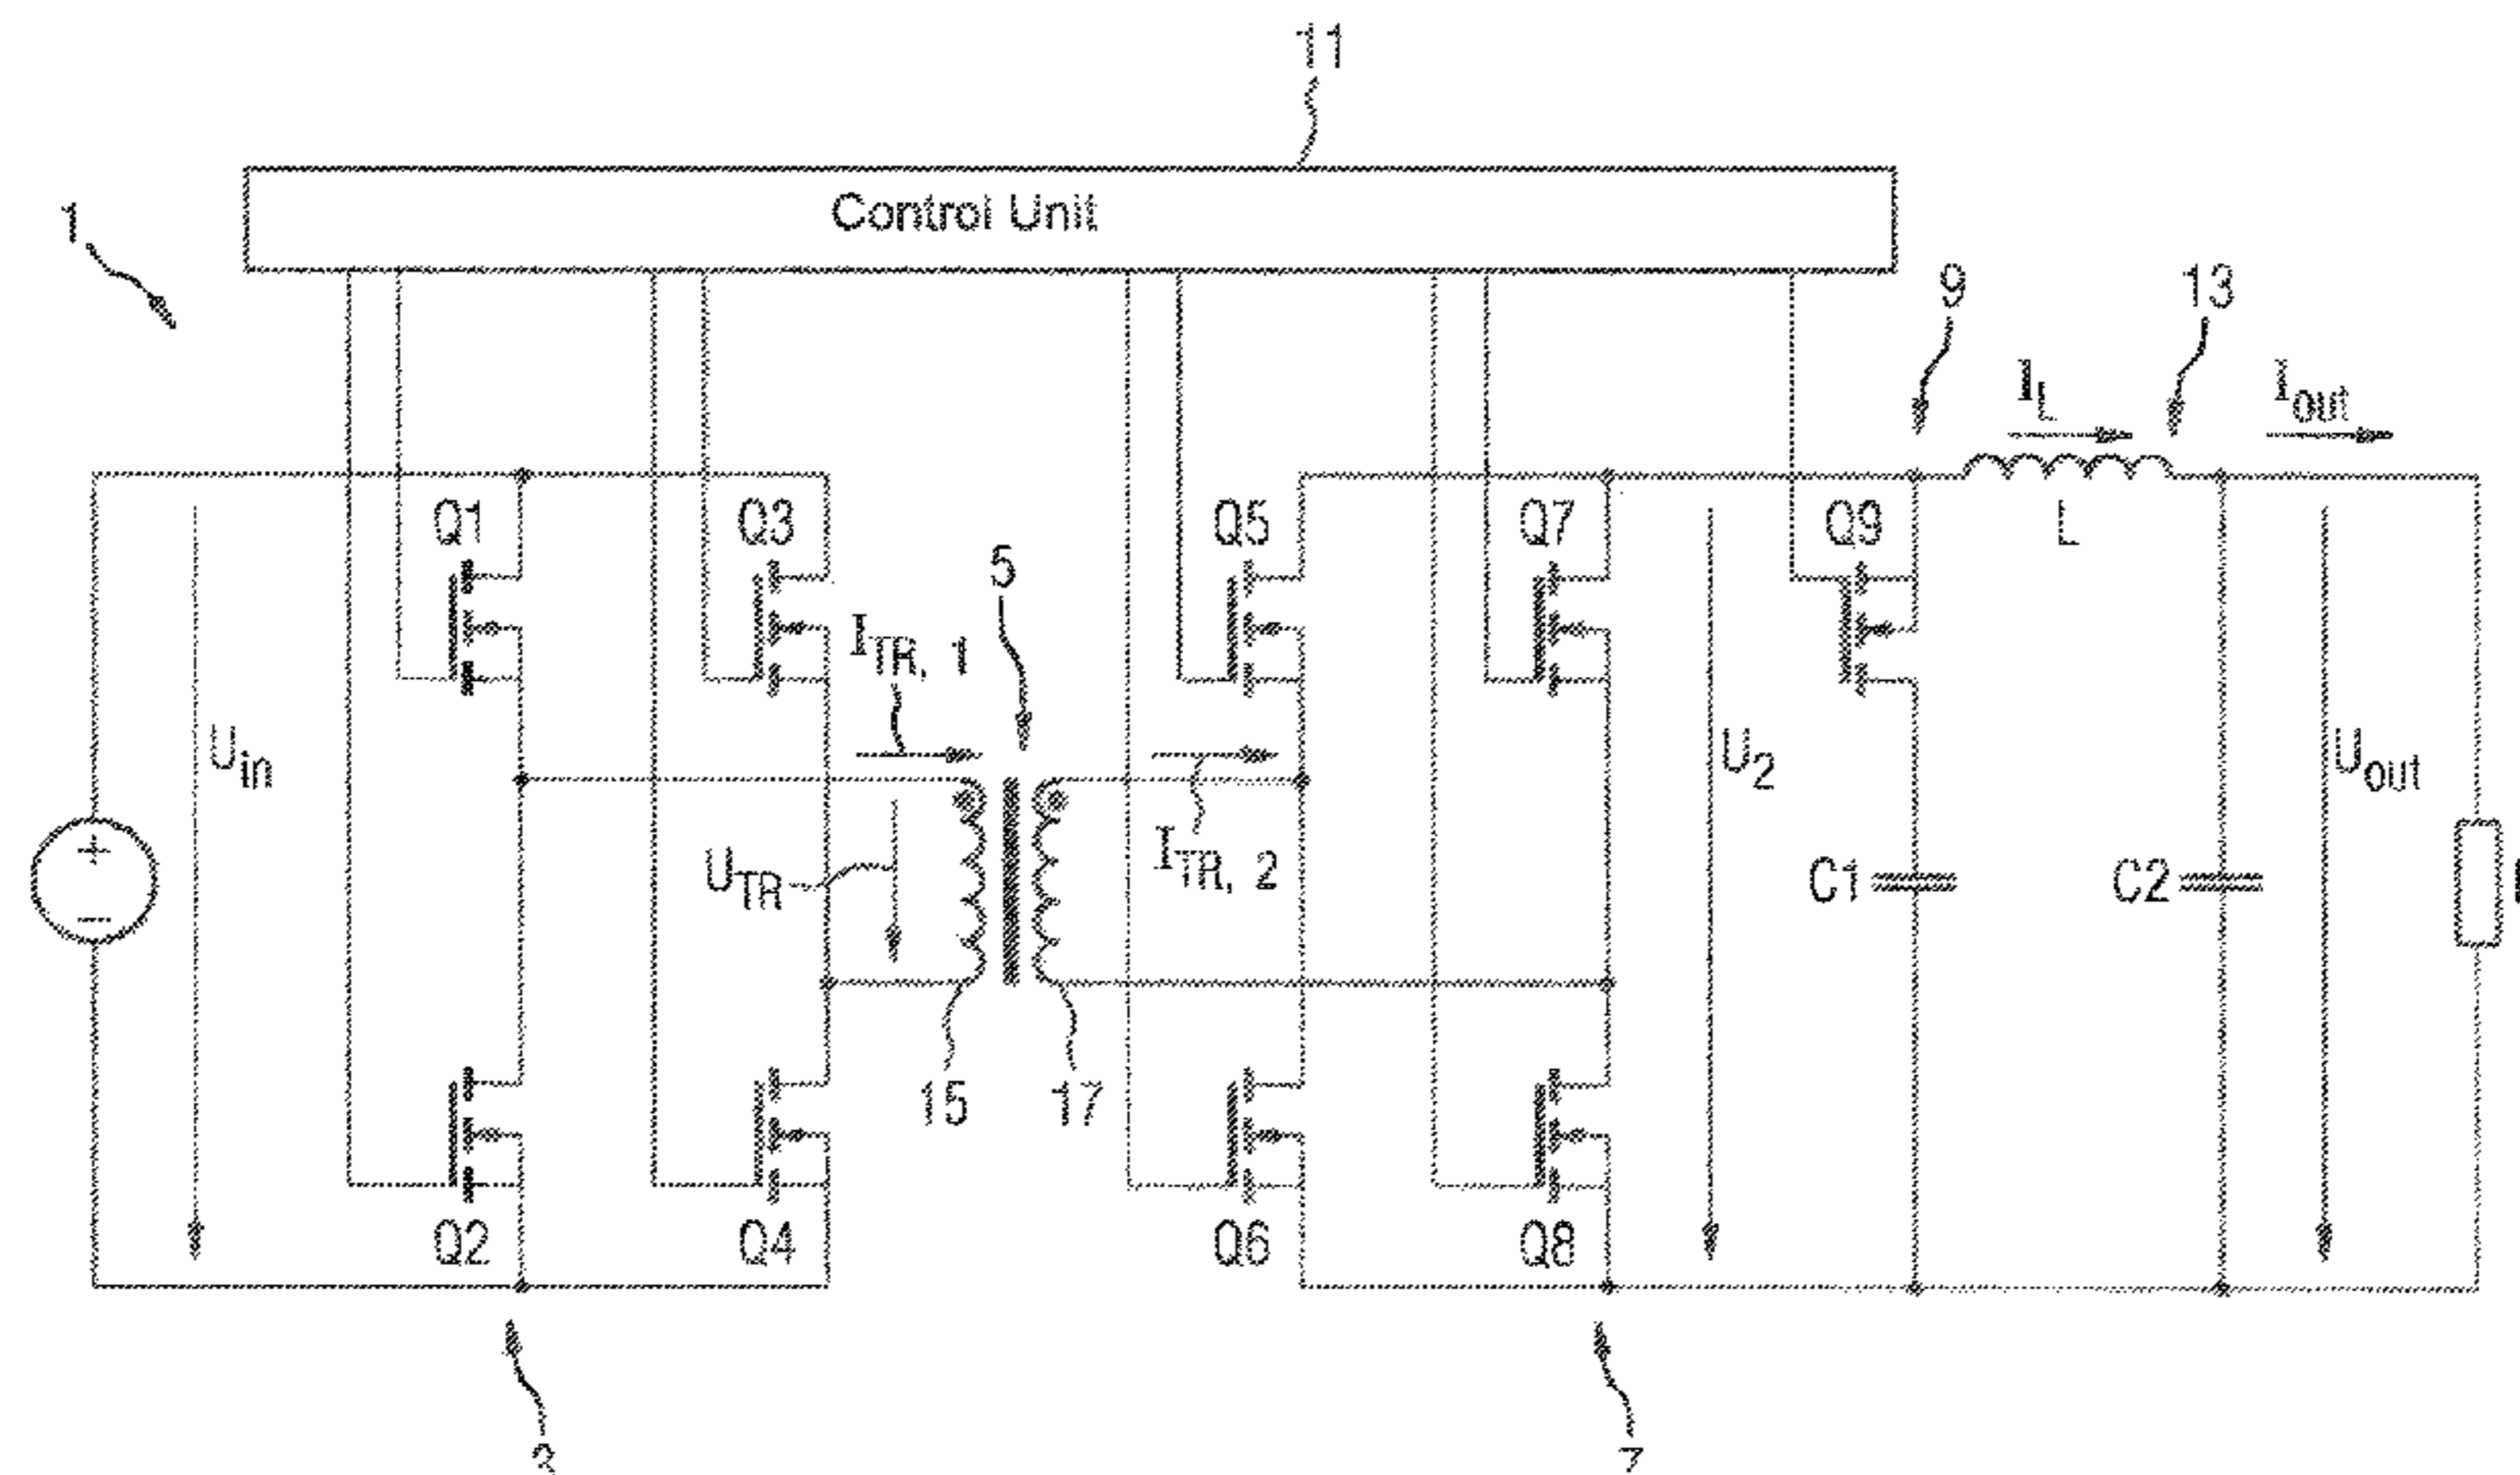 11
Control Unit
1
9
13
I_L
I_out
Q1
Q3
Q5
Q7
Q9
L
5
I_TR, 1
U_in
U_2
U_out
U_TR
I_TR, 2
C1
C2
15
17
Q2
Q4
Q6
Q8
3
7